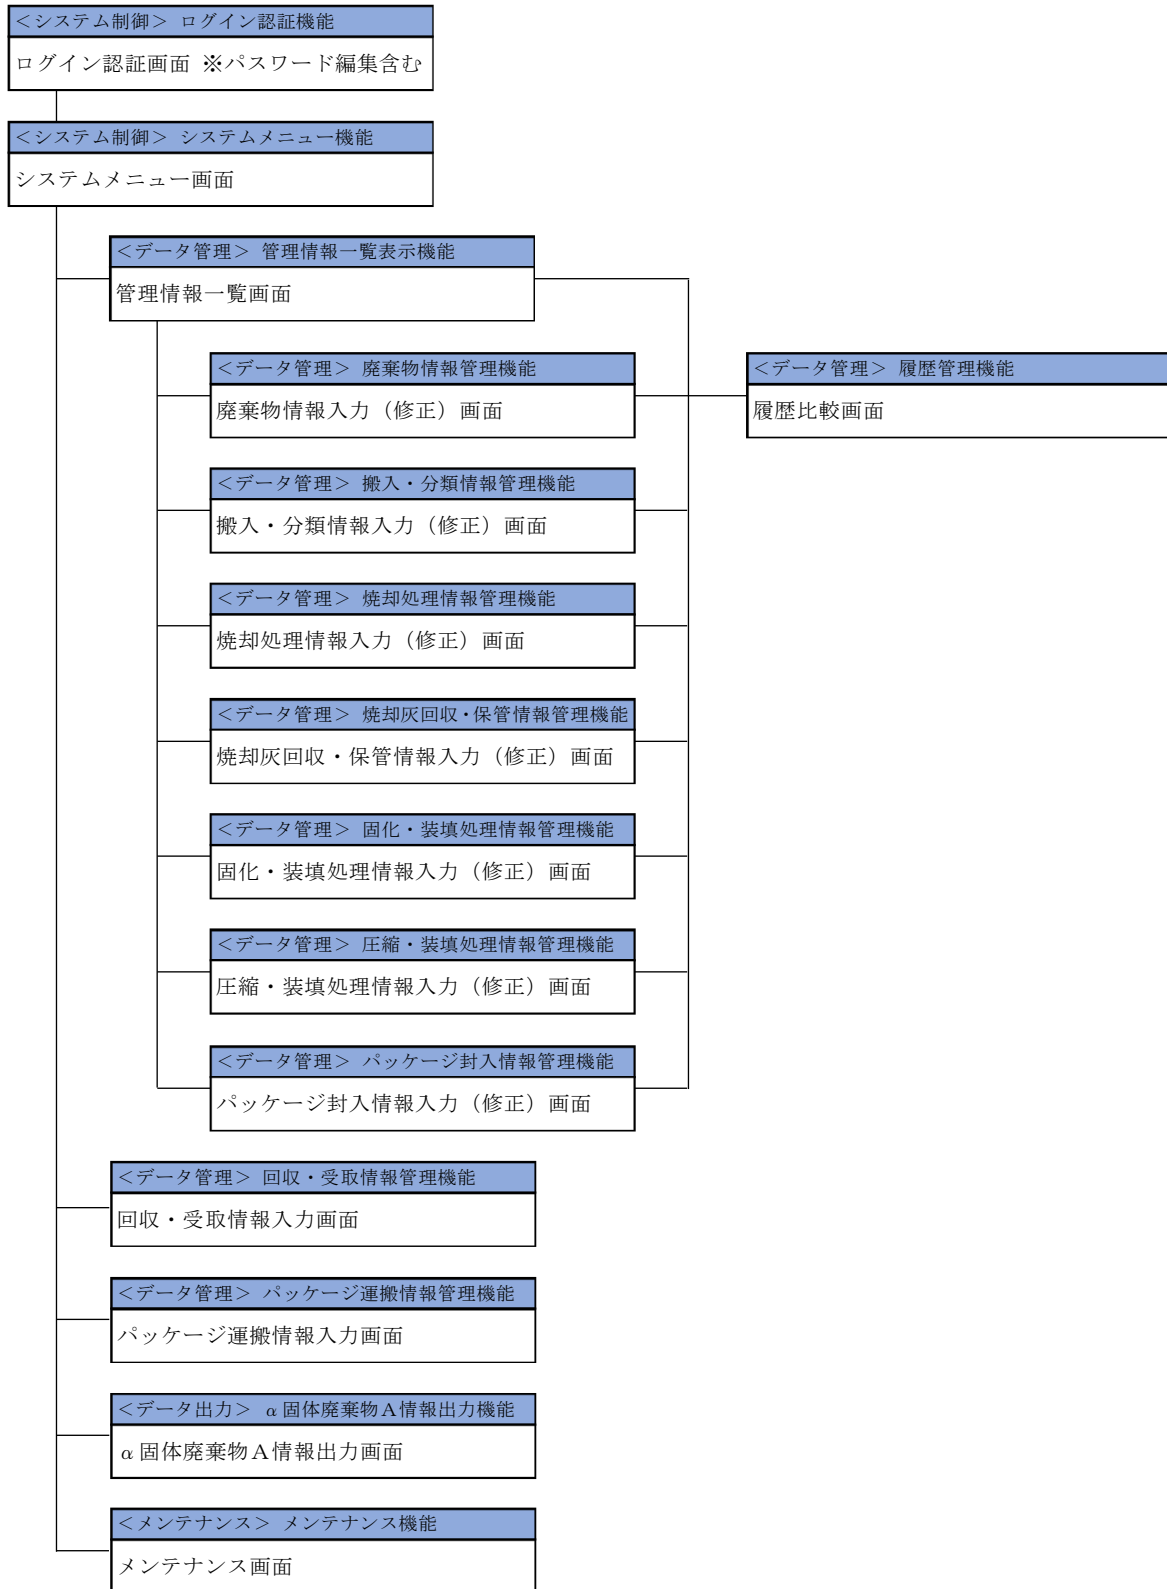 ＜システム制御＞ ログイン認証機能
ログイン認証画面 ※パスワード編集含む
＜システム制御＞ システムメニュー機能
システムメニュー画面
＜データ管理＞ 管理情報一覧表示機能
管理情報一覧画面
＜データ管理＞ 廃棄物情報管理機能
廃棄物情報入力（修正）画面
＜データ管理＞ 履歴管理機能
履歴比較画面
＜データ管理＞ 搬入・分類情報管理機能
搬入・分類情報入力（修正）画面
＜データ管理＞ 焼却処理情報管理機能
焼却処理情報入力（修正）画面
＜データ管理＞ 焼却灰回収・保管情報管理機能
焼却灰回収・保管情報入力（修正）画面
＜データ管理＞ 固化・装填処理情報管理機能
固化・装填処理情報入力（修正）画面
＜データ管理＞ 圧縮・装填処理情報管理機能
圧縮・装填処理情報入力（修正）画面
＜データ管理＞ パッケージ封入情報管理機能
パッケージ封入情報入力（修正）画面
＜データ管理＞ 回収・受取情報管理機能
回収・受取情報入力画面
＜データ管理＞ パッケージ運搬情報管理機能
パッケージ運搬情報入力画面
＜データ出力＞ α固体廃棄物Ａ情報出力機能
α固体廃棄物Ａ情報出力画面
＜メンテナンス＞ メンテナンス機能
メンテナンス画面